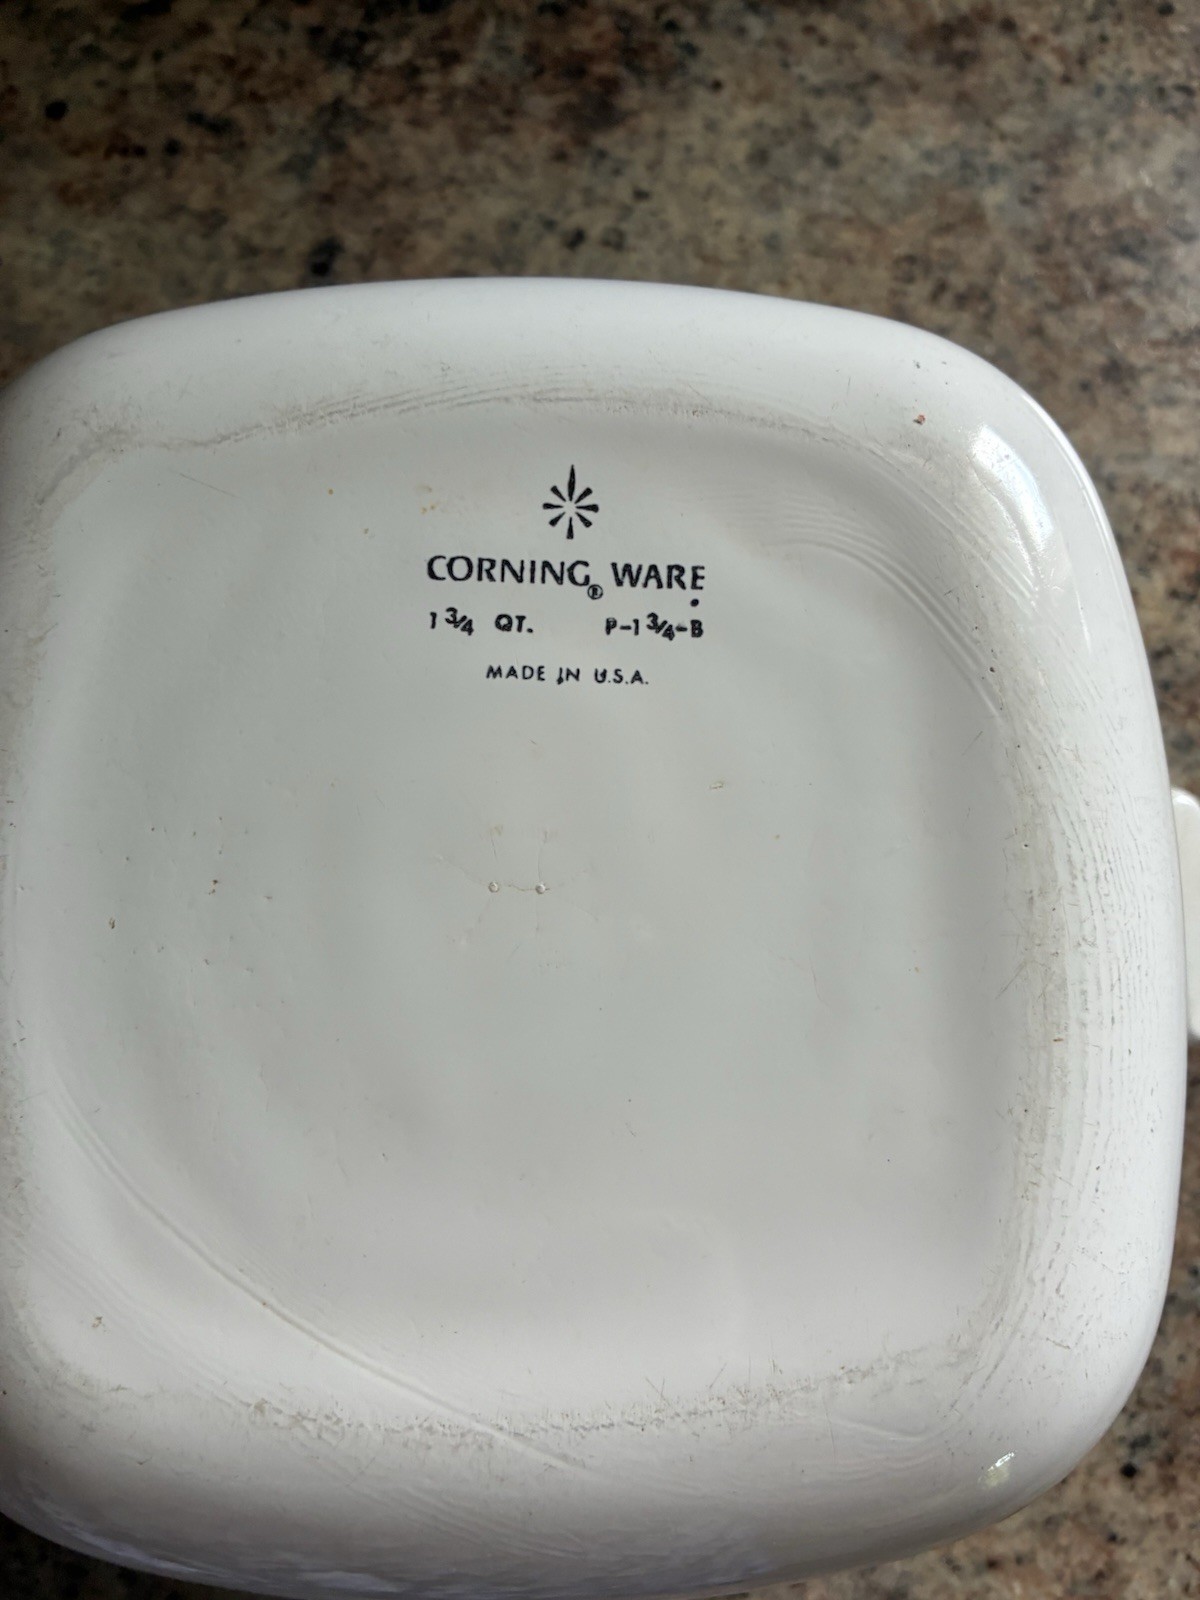 CORNING® WARE
1 3/4 QT. P-1 3/4-B
MADE IN U.S.A.